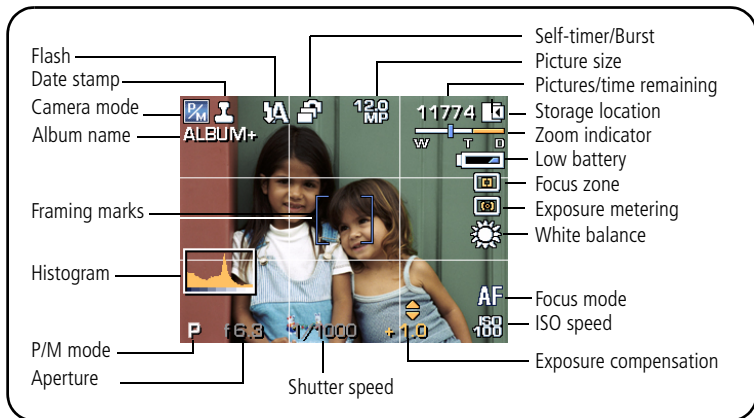 Flash
Date stamp
Camera mode
Album name
Framing marks
Histogram
P/M mode
Aperture
Shutter speed
Self-timer/Burst
Picture size
Pictures/time remaining
Storage location
Zoom indicator
Low battery
Focus zone
Exposure metering
White balance
Focus mode
ISO speed
Exposure compensation
P/M
A
12.0
MP
11774
ALBUM+
W T D
AF
ISO
100
P f6.3 1/1000 +1.0